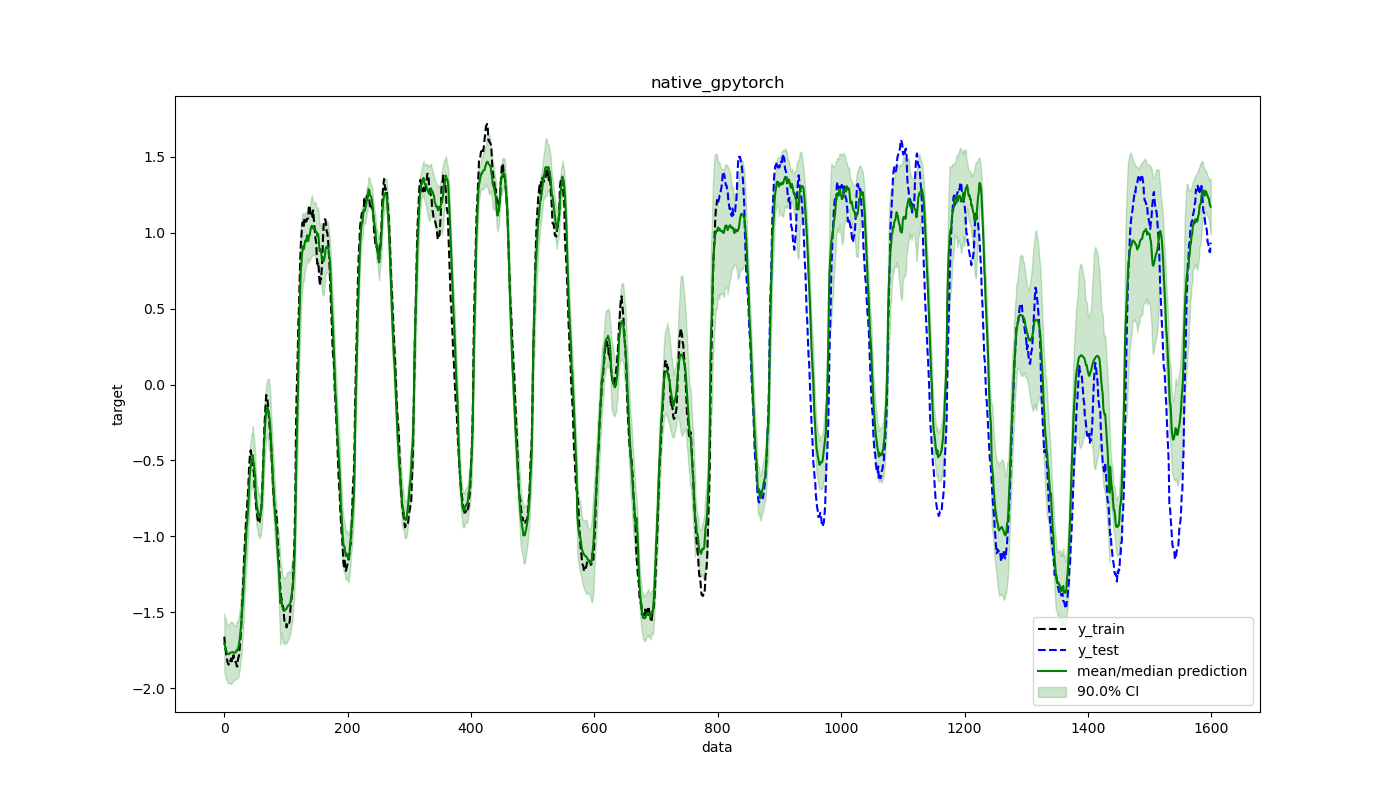 native_gpytorch
target
1.5
1.0
0.5
0.0
−0.5
−1.0
−1.5
−2.0
0 200 400 600 800 1000 1200 1400 1600
data
y_train
y_test
mean/median prediction
90.0% CI